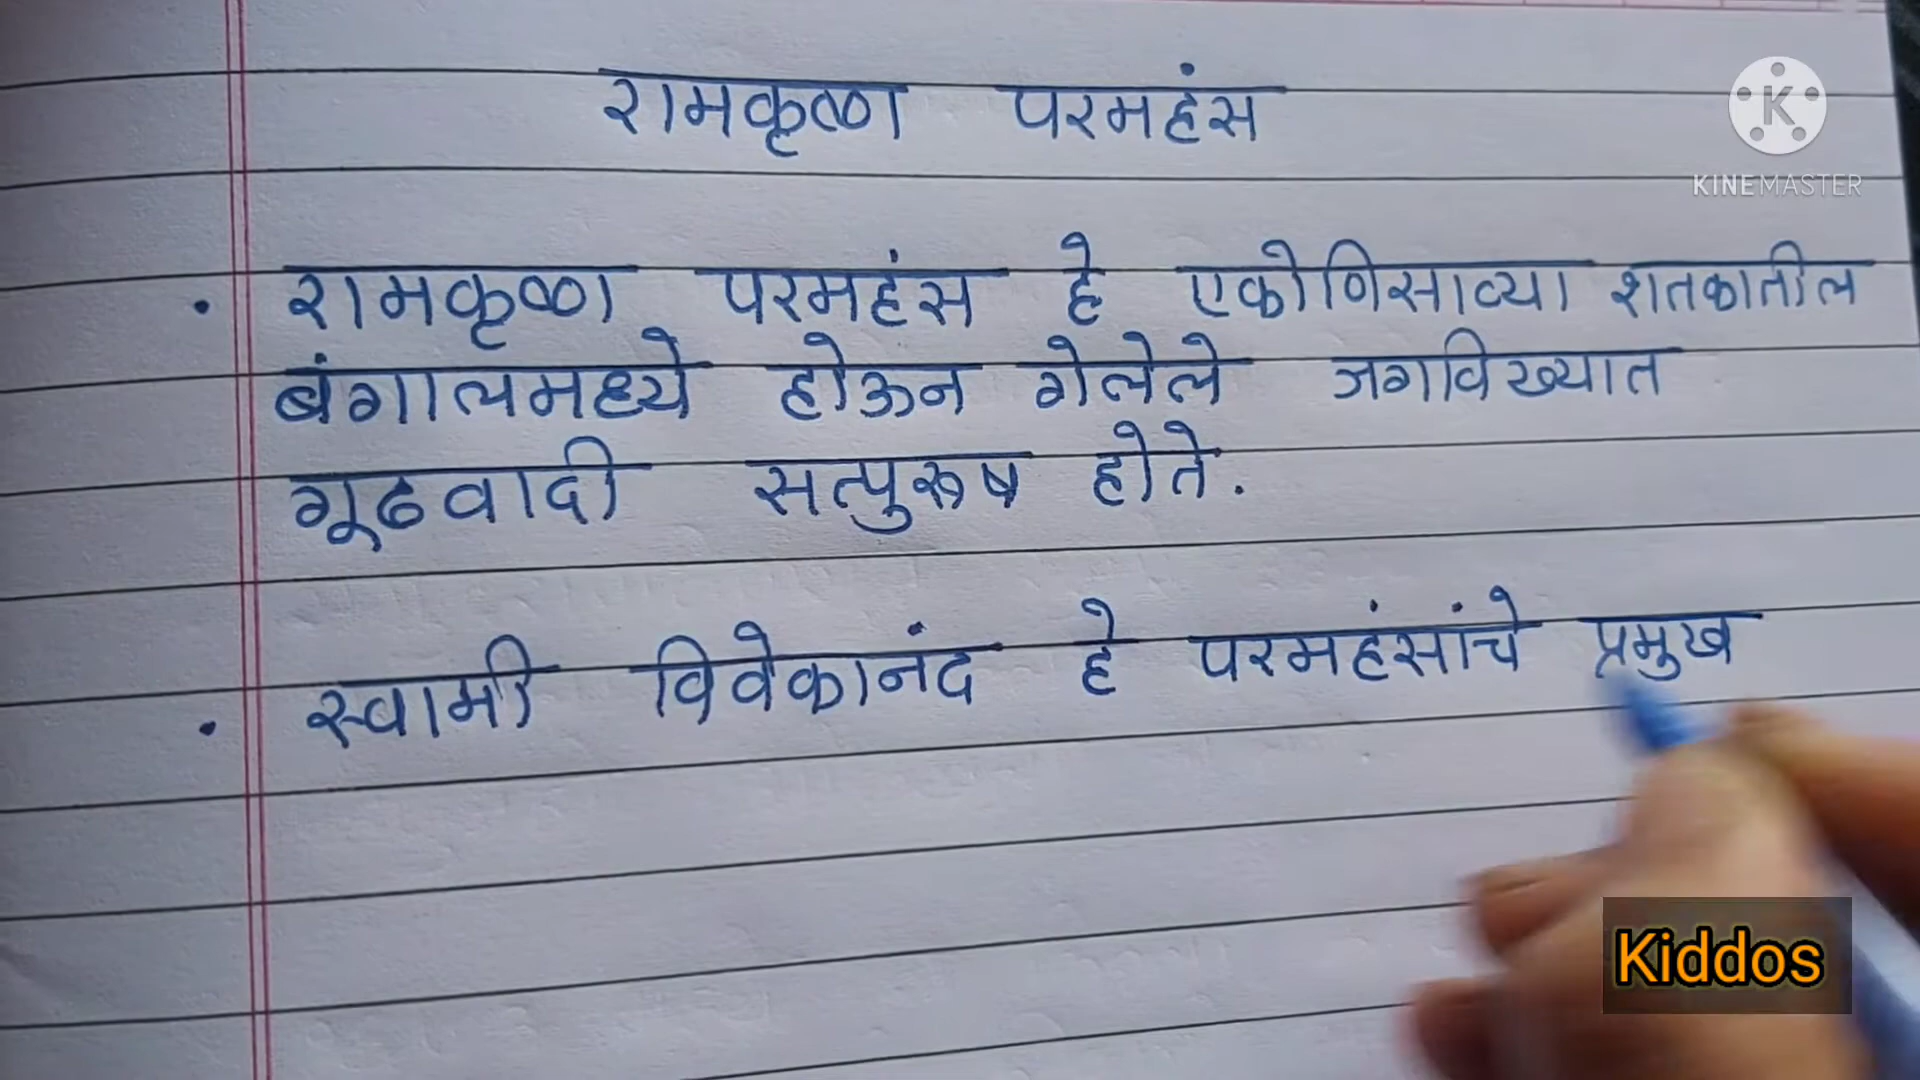 रामकृष्ण परमहंस
K
KINEMASTER
• रामकृष्ण परमहंस हे एकोणिसाव्या शतकातील
बंगालमध्ये होऊन गेलेले जगविख्यात
गूढवादी सत्पुरूष होते.
• स्वामी विवेकानंद हे परमहंसांचे प्रमुख
Kiddos